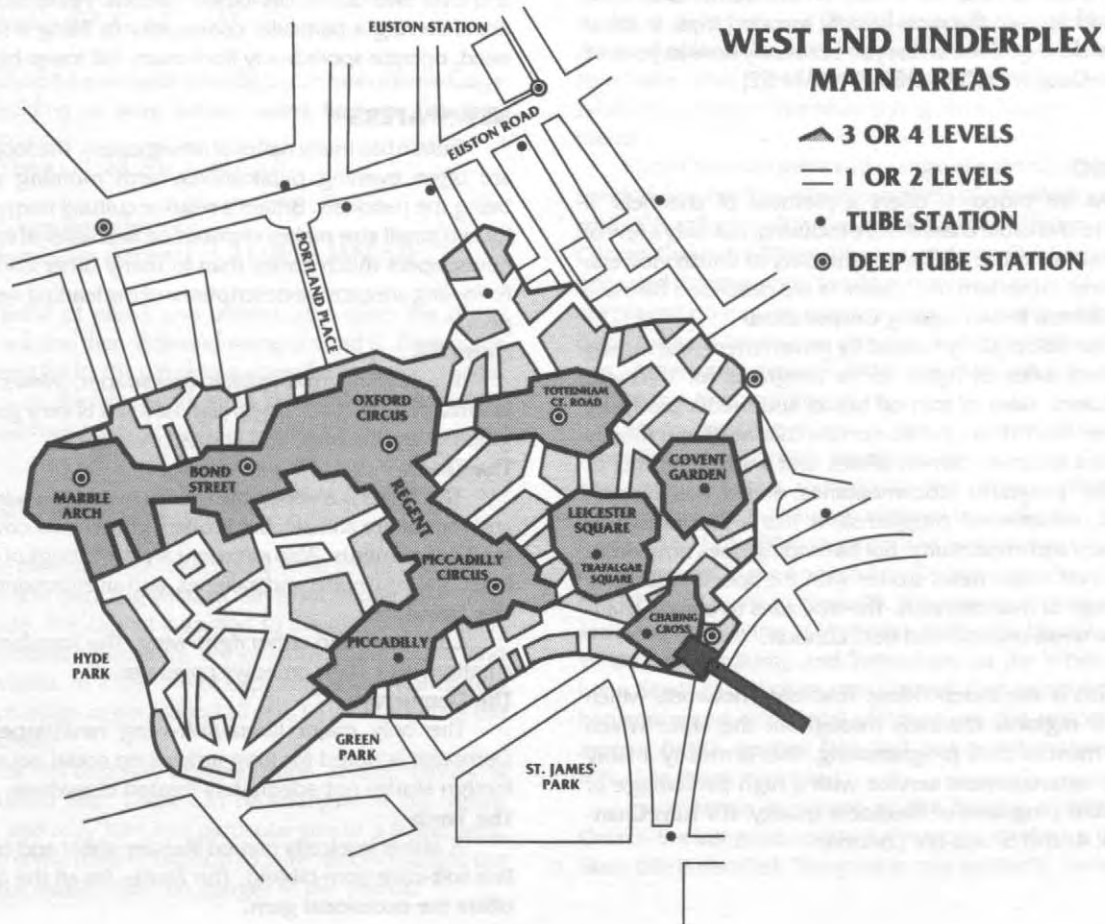 EUSTON STATION
WEST END UNDERPLEX
MAIN AREAS
3 OR 4 LEVELS
1 OR 2 LEVELS
TUBE STATION
DEEP TUBE STATION
EUSTON ROAD
PORTLAND PLACE
OXFORD
CIRCUS
TOTTENHAM
CT. ROAD
BOND
STREET
MARBLE
ARCH
COVENT
GARDEN
REGENT
LEICESTER
SQUARE
PICCADILLY
CIRCUS
TRAFALGAR
SQUARE
CHARING
CROSS
PICCADILLY
HYDE
PARK
GREEN
PARK
ST. JAMES'
PARK